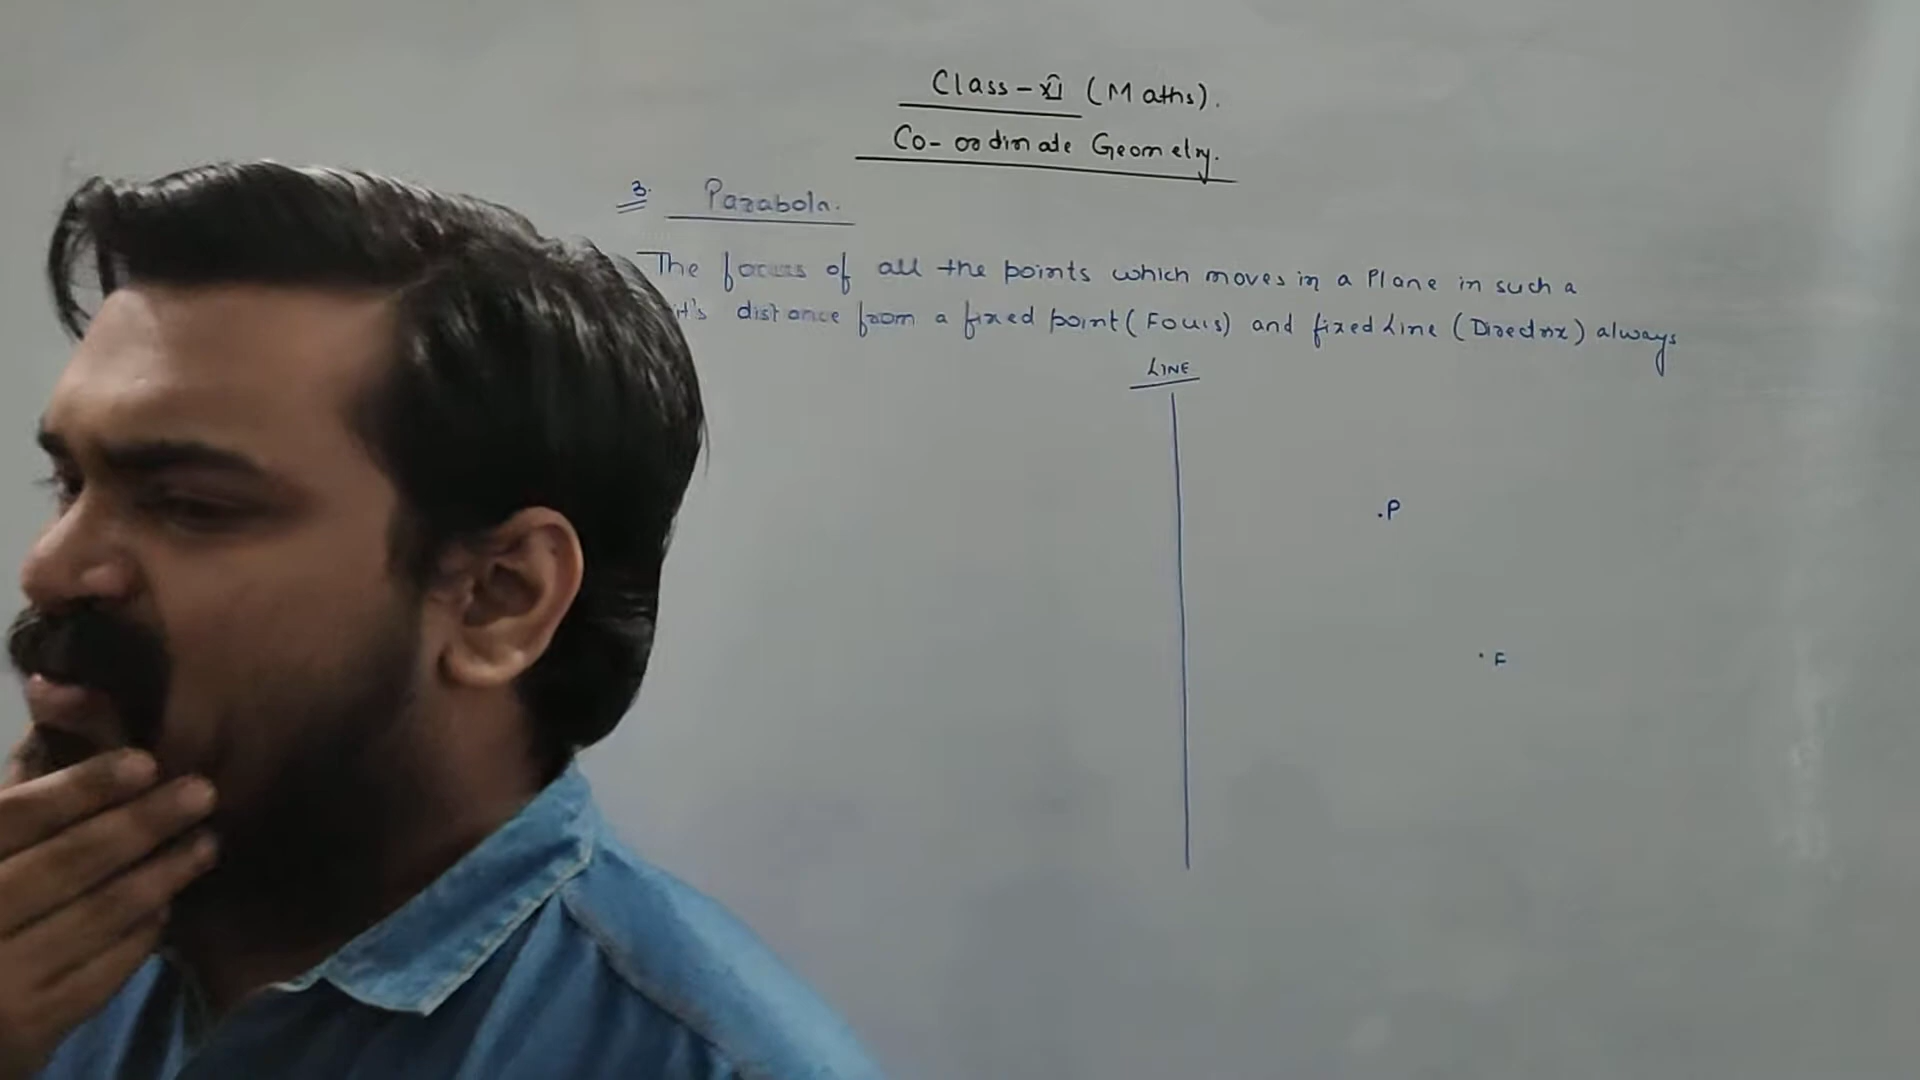 Class-XI (Maths).
Co-ordinate Geometry.
3. Parabola.
The focus of all the points which moves in a Plane in such a
it's distance from a fixed point (Focus) and fixed Line (Directrix) always
LINE
.P
. F